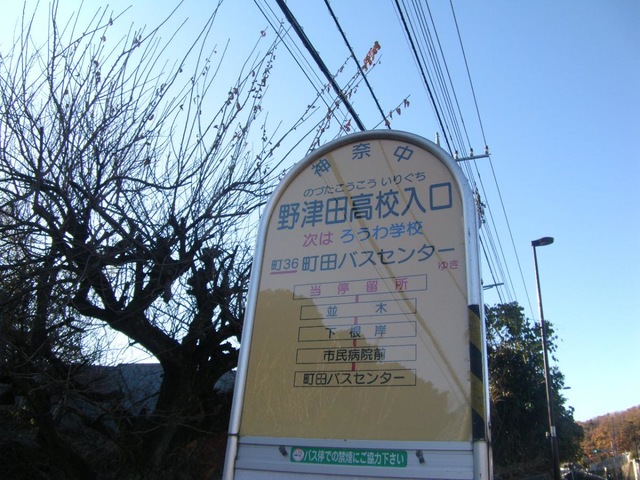 神奈中
のづたこうこう いりぐち
野津田高校入口
次は ろうわ学校
町36 町田バスセンター ゆき
当停留所
並木
下根岸
市民病院前
町田バスセンター
バス停での禁煙にご協力下さい